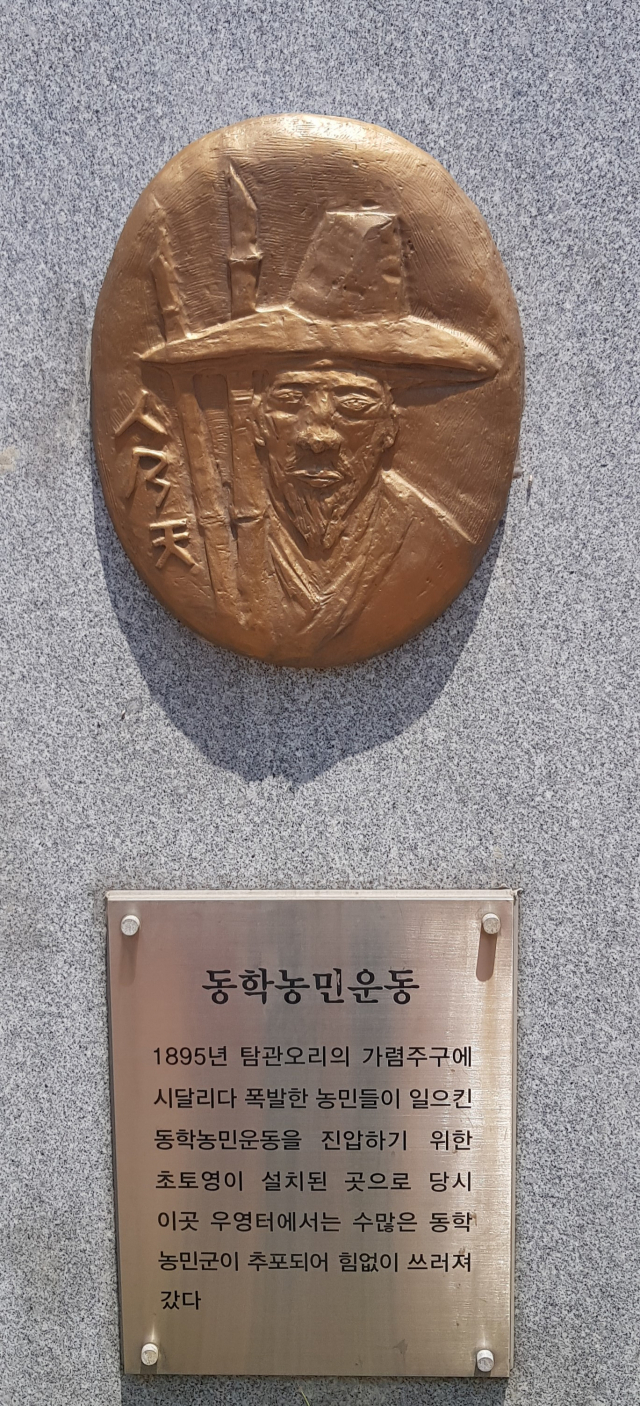 人
乃
天
동학농민운동
1895년 탐관오리의 가렴주구에
시달리다 폭발한 농민들이 일으킨
동학농민운동을 진압하기 위한
초토영이 설치된 곳으로 당시
이곳 우영터에서는 수많은 동학
농민군이 추포되어 힘없이 쓰러져
갔다